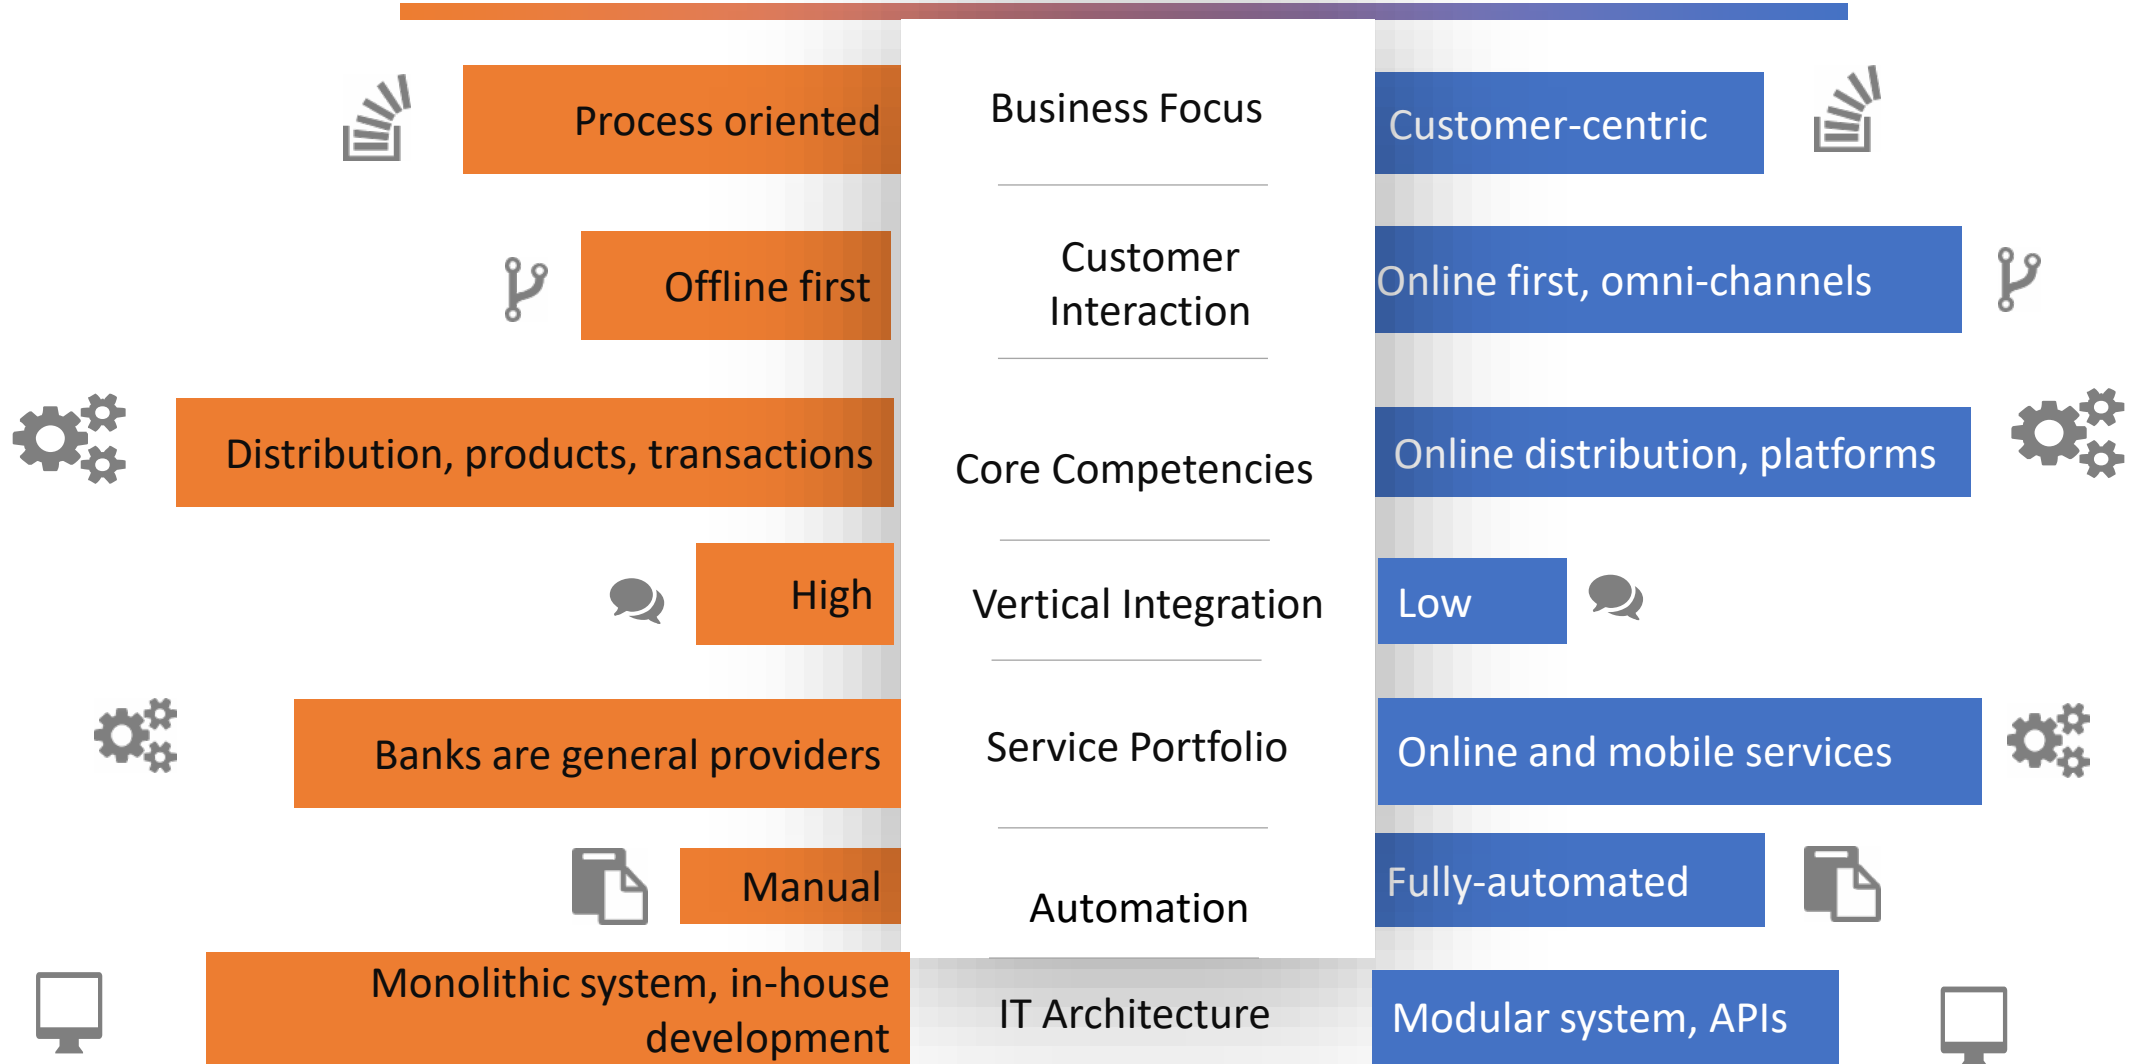 Process oriented
Business Focus
Customer-centric
Offline first
Customer
Interaction
Online first, omni-channels
Distribution, products, transactions
Core Competencies
Online distribution, platforms
High
Vertical Integration
Low
Banks are general providers
Service Portfolio
Online and mobile services
Manual
Automation
Fully-automated
Monolithic system, in-house
development
IT Architecture
Modular system, APIs